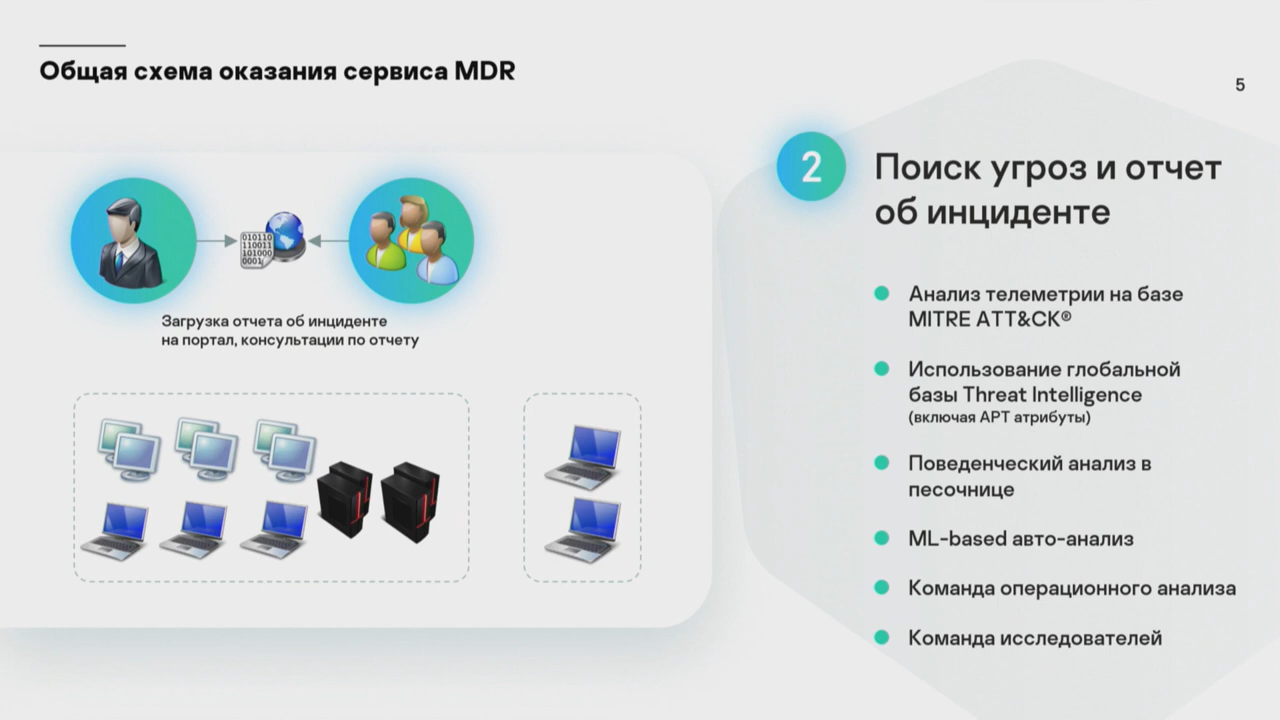 Общая схема оказания сервиса MDR
5
010110
110011
101000
0001
Загрузка отчета об инциденте
на портал, консультации по отчету
2
Поиск угроз и отчет
об инциденте
Анализ телеметрии на базе
MITRE ATT&CK®
Использование глобальной
базы Threat Intelligence
(включая APT атрибуты)
Поведенческий анализ в
песочнице
ML-based авто-анализ
Команда операционного анализа
Команда исследователей